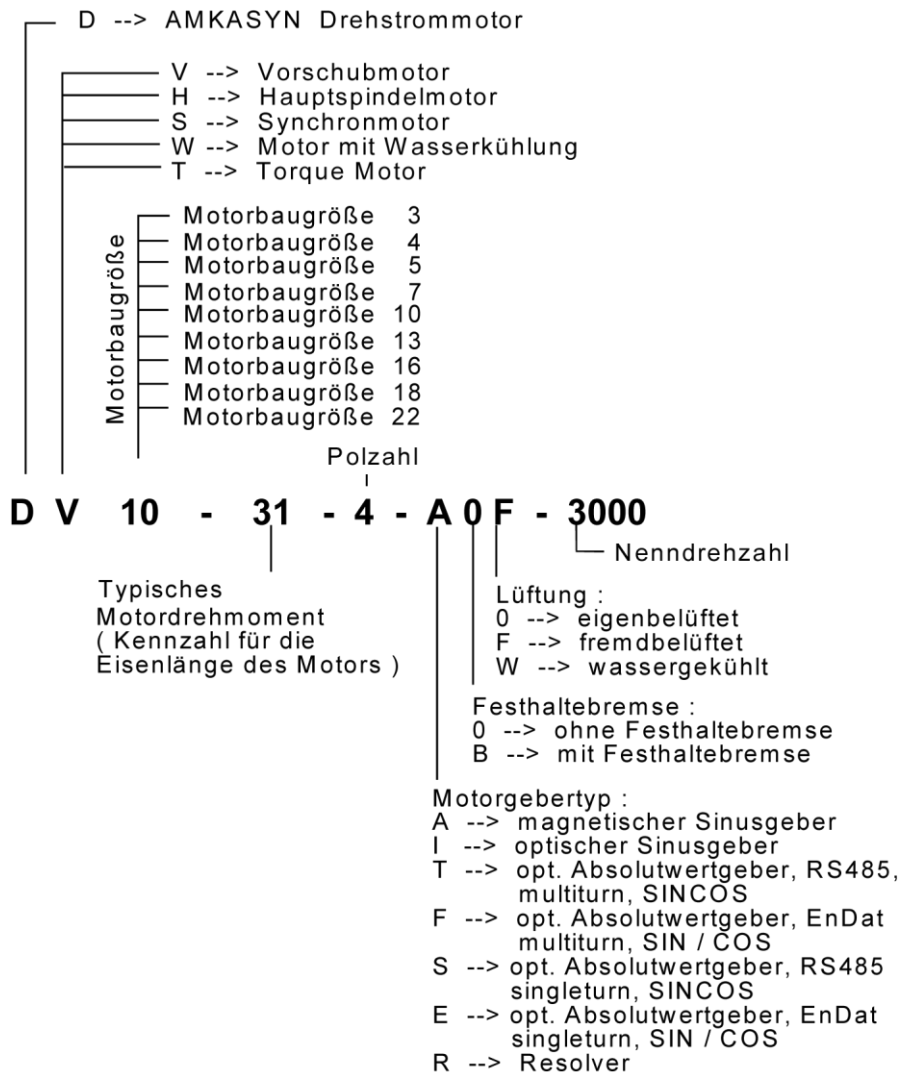 D --> AMKASYN Drehstrommotor
V --> Vorschubmotor
H --> Hauptspindelmotor
S --> Synchronmotor
W --> Motor mit Wasserkühlung
T --> Torque Motor
Motorbaugröße
Motorbaugröße 3
Motorbaugröße 4
Motorbaugröße 5
Motorbaugröße 7
Motorbaugröße 10
Motorbaugröße 13
Motorbaugröße 16
Motorbaugröße 18
Motorbaugröße 22
Polzahl
D V 10 - 31 - 4 - A 0 F - 3000
Nenndrehzahl
Typisches
Motordrehmoment
( Kennzahl für die
Eisenlänge des Motors )
Lüftung :
0 --> eigenbelüftet
F --> fremdbelüftet
W --> wassergekühlt
Festhaltebremse :
0 --> ohne Festhaltebremse
B --> mit Festhaltebremse
Motorgebertyp :
A --> magnetischer Sinusgeber
I --> optischer Sinusgeber
T --> opt. Absolutwertgeber, RS485,
multiturn, SINCOS
F --> opt. Absolutwertgeber, EnDat
multiturn, SIN / COS
S --> opt. Absolutwertgeber, RS485
singleturn, SINCOS
E --> opt. Absolutwertgeber, EnDat
singleturn, SIN / COS
R --> Resolver